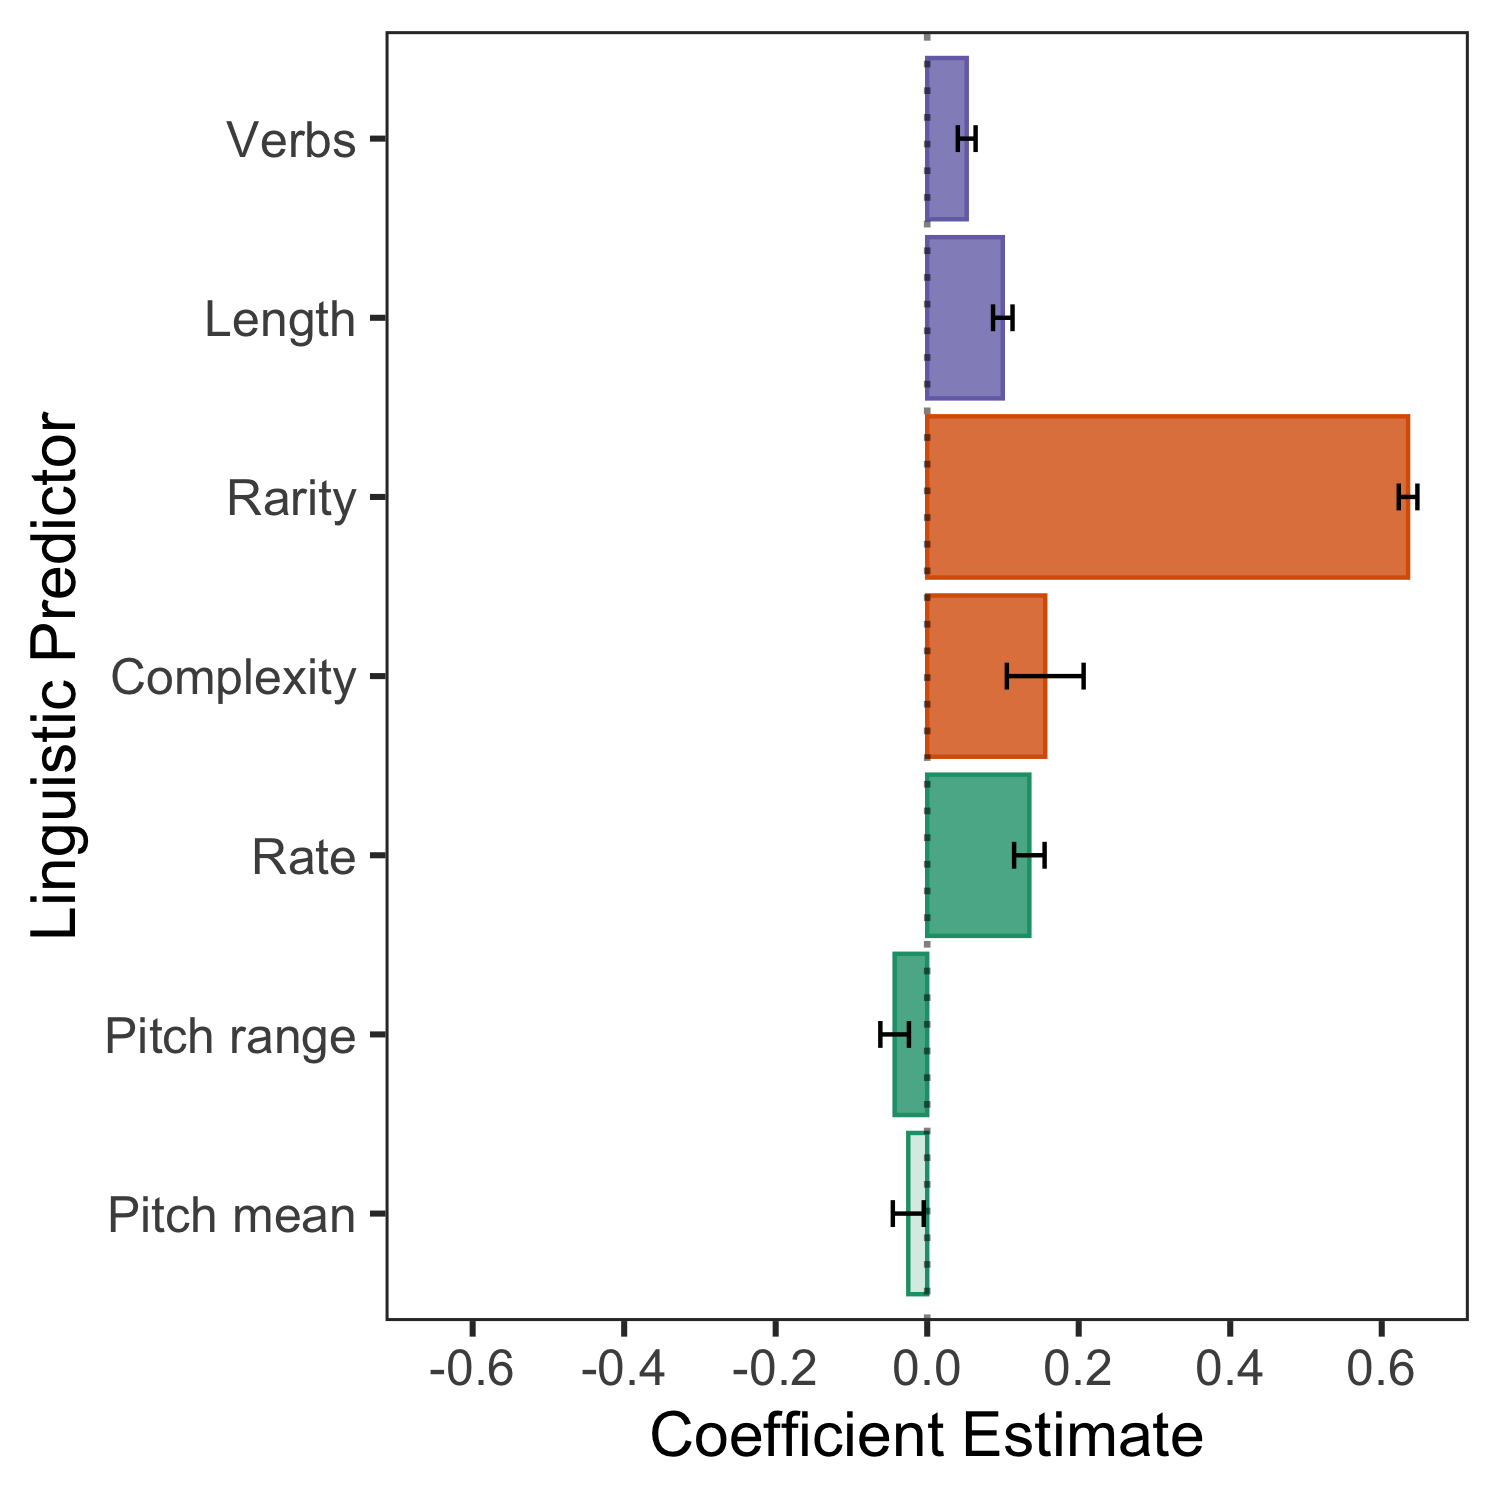 Linguistic Predictor
Verbs
Length
Rarity
Complexity
Rate
Pitch range
Pitch mean
-0.6 -0.4 -0.2 0.0 0.2 0.4 0.6
Coefficient Estimate